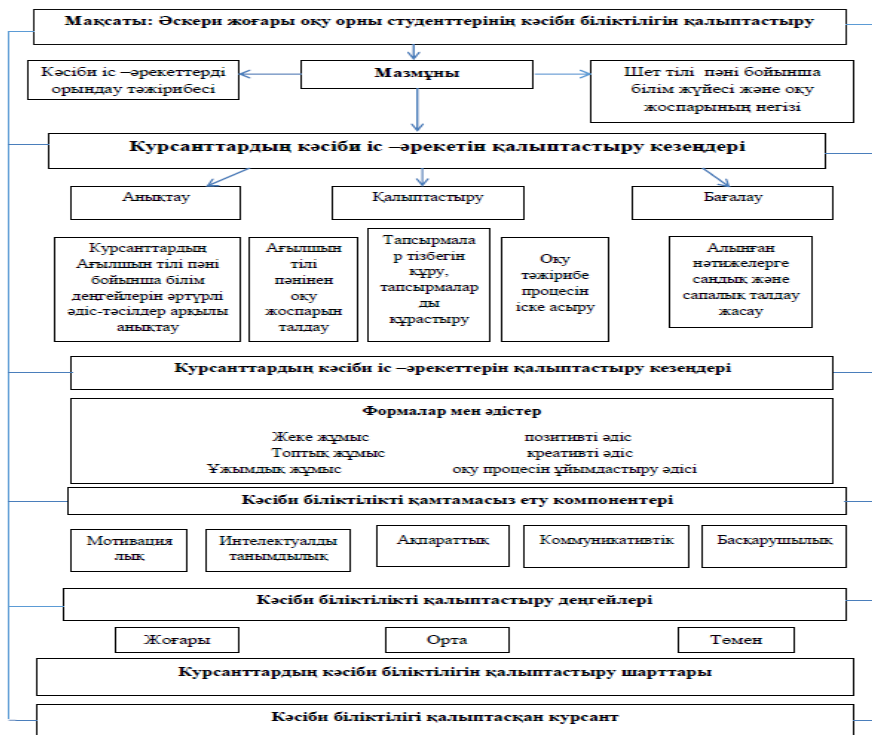 Мақсаты: Әскери жоғары оқу орны студенттерінің кәсіби біліктілігін қалыптастыру
Кәсіби іс –әрекеттерді
орындау тәжірибесі
Мазмұны
Шет тілі пәні бойынша
білім жүйесі және оқу
жоспарының негізі
Курсанттардың кәсіби іс –әрекетін қалыптастыру кезеңдері
Анықтау
Қалыптастыру
Бағалау
Курсанттардың
Ағылшын тілі пәні
бойынша білім
деңгейлерін әртүрлі
әдіс-тәсілдер арқылы
анықтау
Ағылшын
тілі
пәнінен
оқу
жоспарын
талдау
Тапсырмала
р тізбегін
құру,
тапсырмалар
ды
құрастыру
Оқу
тәжірибе
процесін
іске асыру
Алынған
нәтижелерге
сандық және
сапалық талдау
жасау
Курсанттардың кәсіби іс –әрекеттерін қалыптастыру кезеңдері
Формалар мен әдістер
Жеке жұмыс позитивті әдіс
Топтық жұмыс креативті әдіс
Ұжымдық жұмыс оқу процесін ұйымдастыру әдісі
Кәсіби біліктілікті қамтамасыз ету компонентері
Мотивация
лық
Интелектуалды
танымдылық
Ақпараттық
Коммуникативтік
Басқарушылық
Кәсіби біліктілікті қалыптастыру деңгейлері
Жоғары
Орта
Төмен
Курсанттардың кәсіби біліктілігін қалыптастыру шарттары
Кәсіби біліктілігі қалыптасқан курсант